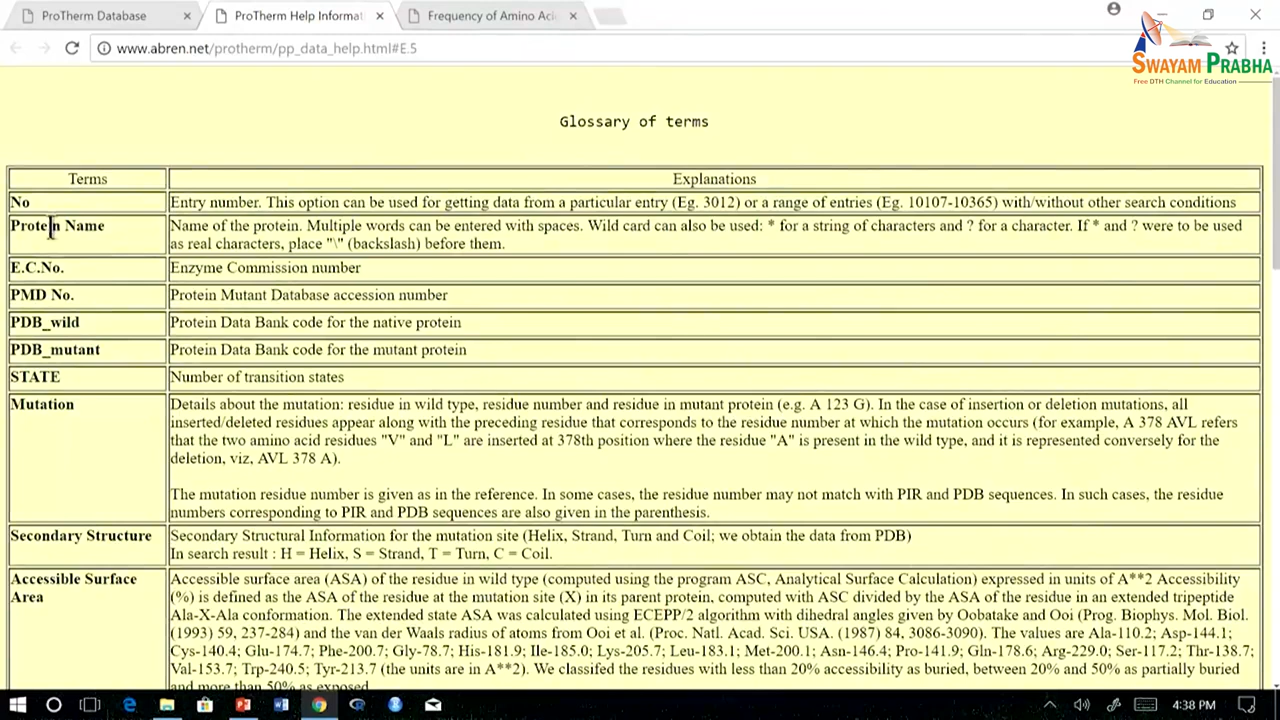 ProTherm Database
ProTherm Help Informat
Frequency of Amino Aci
www.abren.net/protherm/pp_data_help.html#E.5
SWAYAM PRABHA
Free DTH Channel for Education
Glossary of terms
Terms Explanations
No Entry number. This option can be used for getting data from a particular entry (Eg. 3012) or a range of entries (Eg. 10107-10365) with/without other search conditions
Protein Name Name of the protein. Multiple words can be entered with spaces. Wild card can also be used: * for a string of characters and ? for a character. If * and ? were to be used
as real characters, place "\" (backslash) before them.
E.C.No. Enzyme Commission number
PMD No. Protein Mutant Database accession number
PDB_wild Protein Data Bank code for the native protein
PDB_mutant Protein Data Bank code for the mutant protein
STATE Number of transition states
Mutation Details about the mutation: residue in wild type, residue number and residue in mutant protein (e.g. A 123 G). In the case of insertion or deletion mutations, all
inserted/deleted residues appear along with the preceding residue that corresponds to the residue number at which the mutation occurs (for example, A 378 AVL refers
that the two amino acid residues "V" and "L" are inserted at 378th position where the residue "A" is present in the wild type, and it is represented conversely for the
deletion, viz, AVL 378 A).
The mutation residue number is given as in the reference. In some cases, the residue number may not match with PIR and PDB sequences. In such cases, the residue
numbers corresponding to PIR and PDB sequences are also given in the parenthesis.
Secondary Structure Secondary Structural Information for the mutation site (Helix, Strand, Turn and Coil; we obtain the data from PDB)
In search result : H = Helix, S = Strand, T = Turn, C = Coil.
Accessible Surface Accessible surface area (ASA) of the residue in wild type (computed using the program ASC, Analytical Surface Calculation) expressed in units of A**2 Accessibility
Area (%) is defined as the ASA of the residue at the mutation site (X) in its parent protein, computed with ASC divided by the ASA of the residue in an extended tripeptide
Ala-X-Ala conformation. The extended state ASA was calculated using ECEPP/2 algorithm with dihedral angles given by Oobatake and Ooi (Prog. Biophys. Mol. Biol.
(1993) 59, 237-284) and the van der Waals radius of atoms from Ooi et al. (Proc. Natl. Acad. Sci. USA. (1987) 84, 3086-3090). The values are Ala-110.2; Asp-144.1;
Cys-140.4; Glu-174.7; Phe-200.7; Gly-78.7; His-181.9; Ile-185.0; Lys-205.7; Leu-183.1; Met-200.1; Asn-146.4; Pro-141.9; Gln-178.6; Arg-229.0; Ser-117.2; Thr-138.7;
Val-153.7; Trp-240.5; Tyr-213.7 (the units are in A**2). We classifed the residues with less than 20% accessibility as buried, between 20% and 50% as partially buried
and more than 50% as exposed
4:38 PM